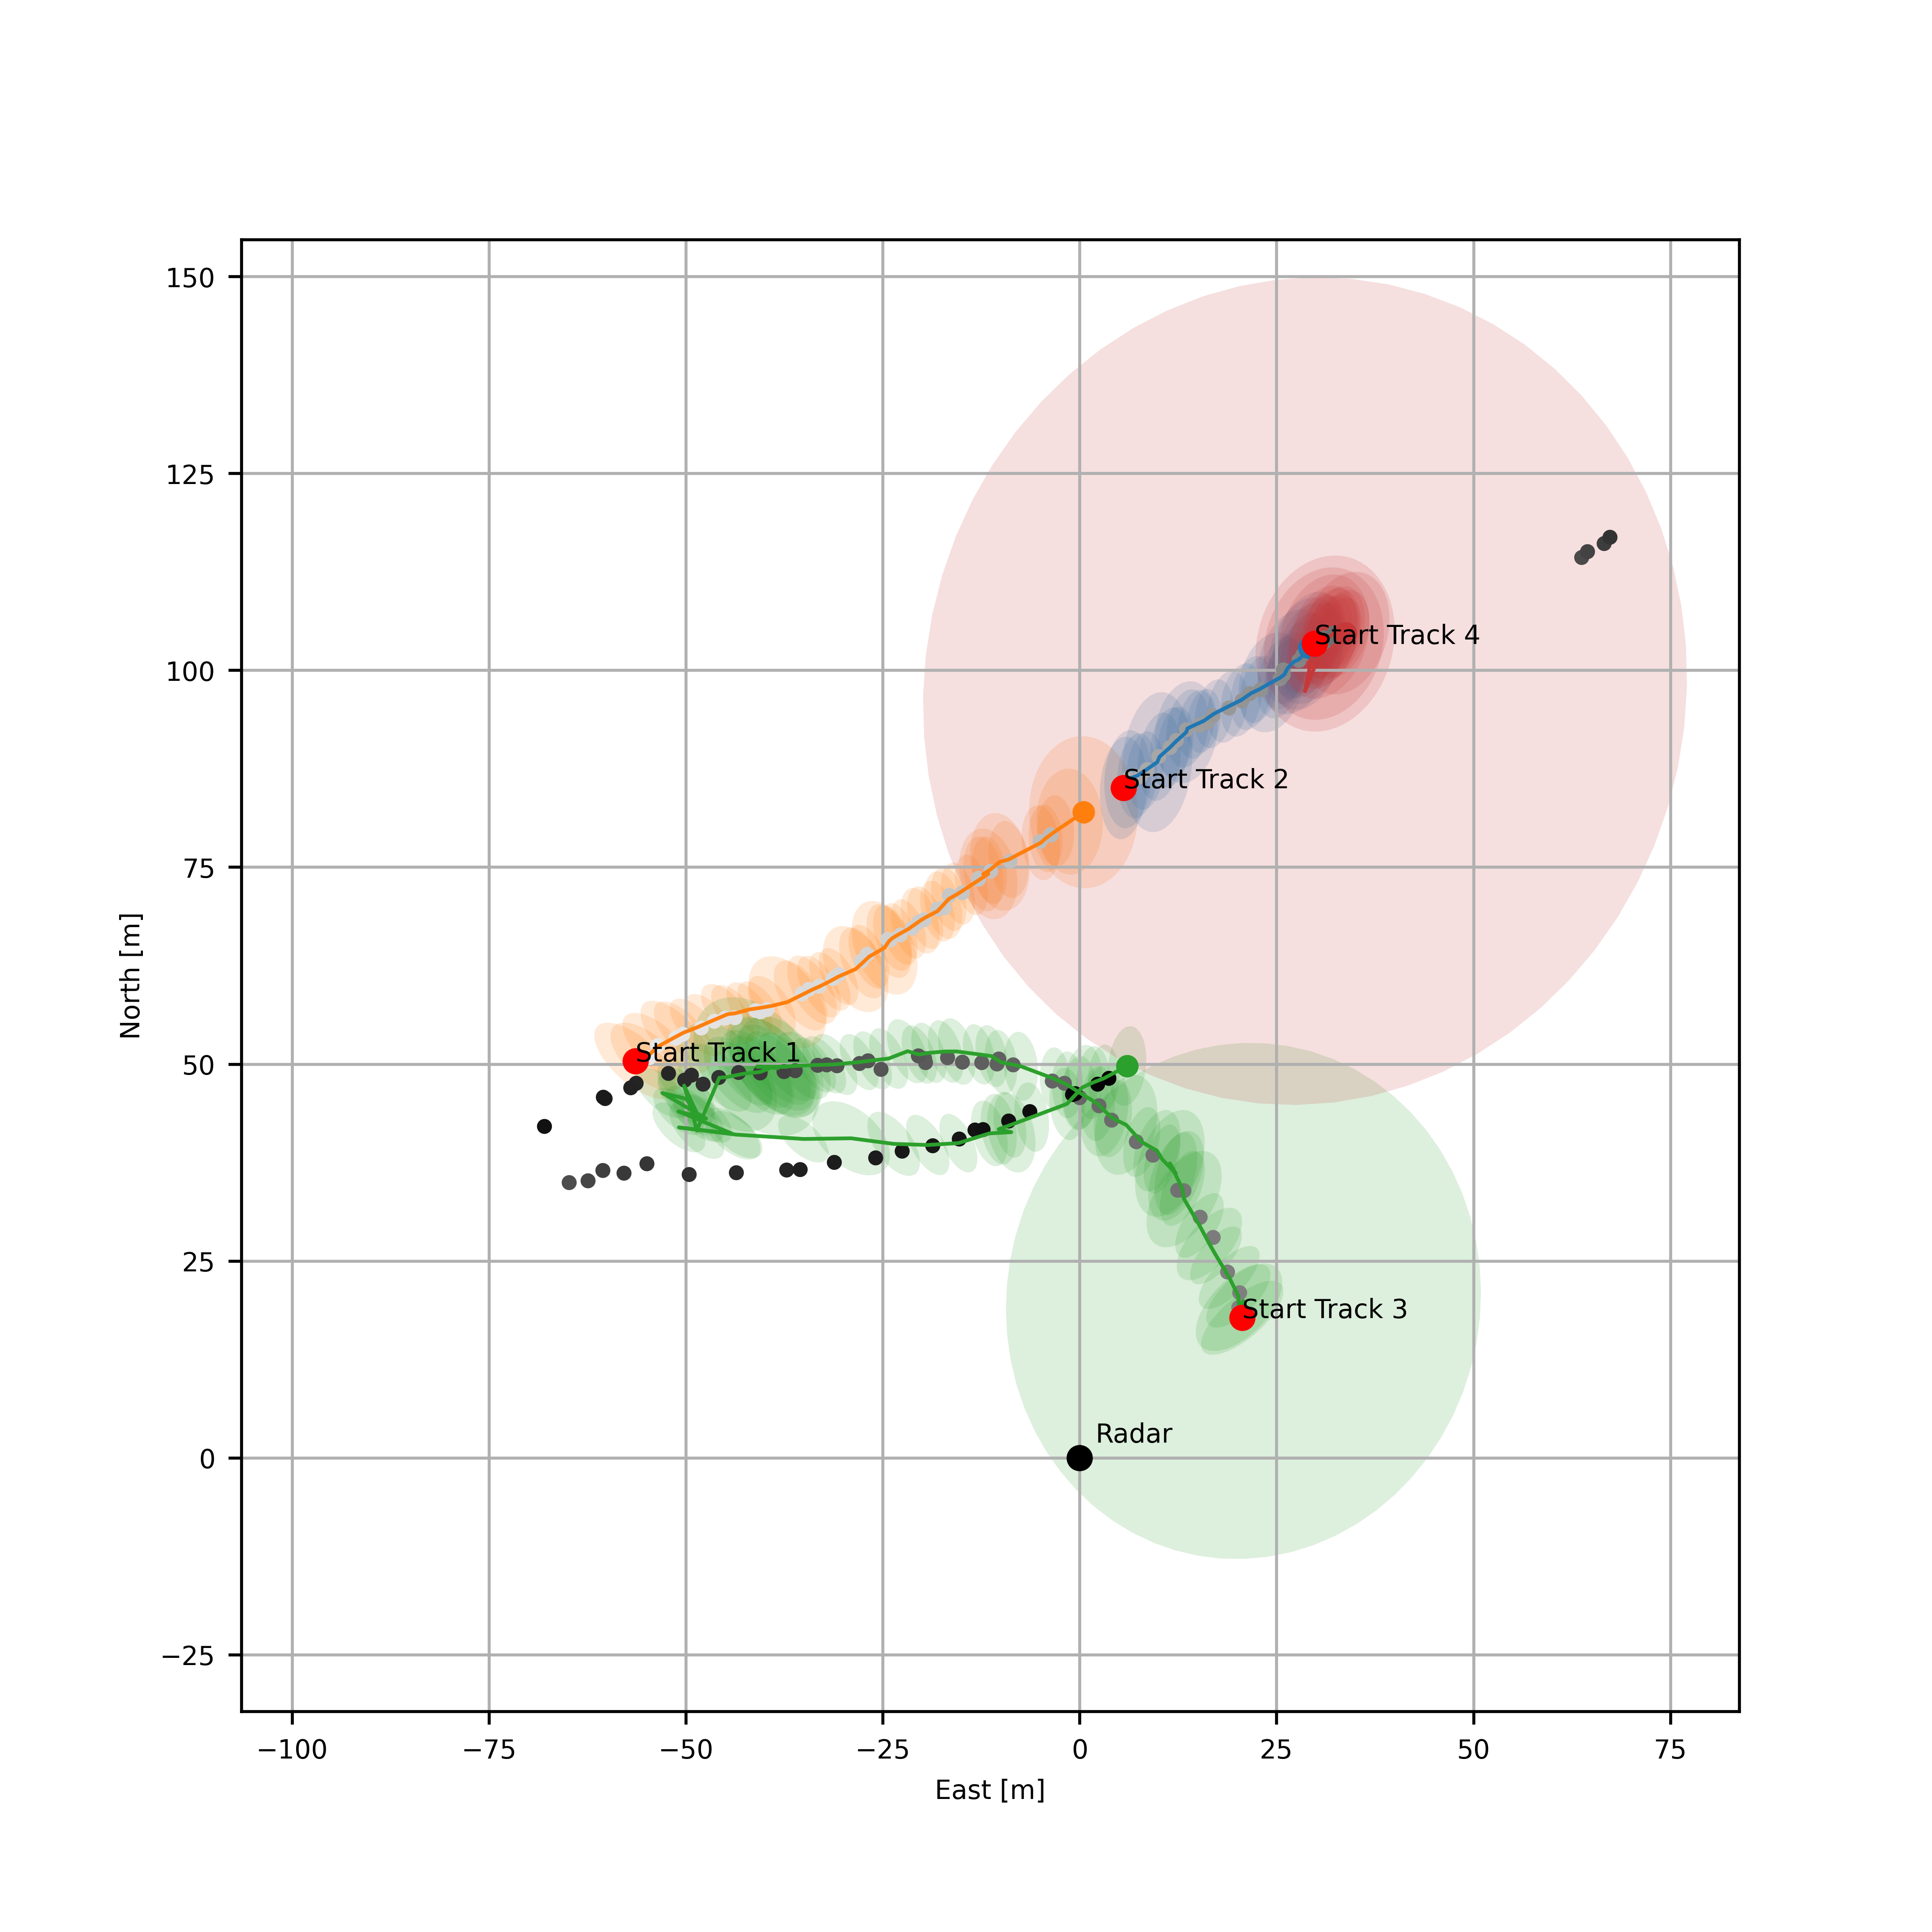 150
125
100
75
50
25
0
−25
−100
−75
−50
−25
0
25
50
75
East [m]
North [m]
Start Track 4
Start Track 2
Start Track 1
Start Track 3
Radar